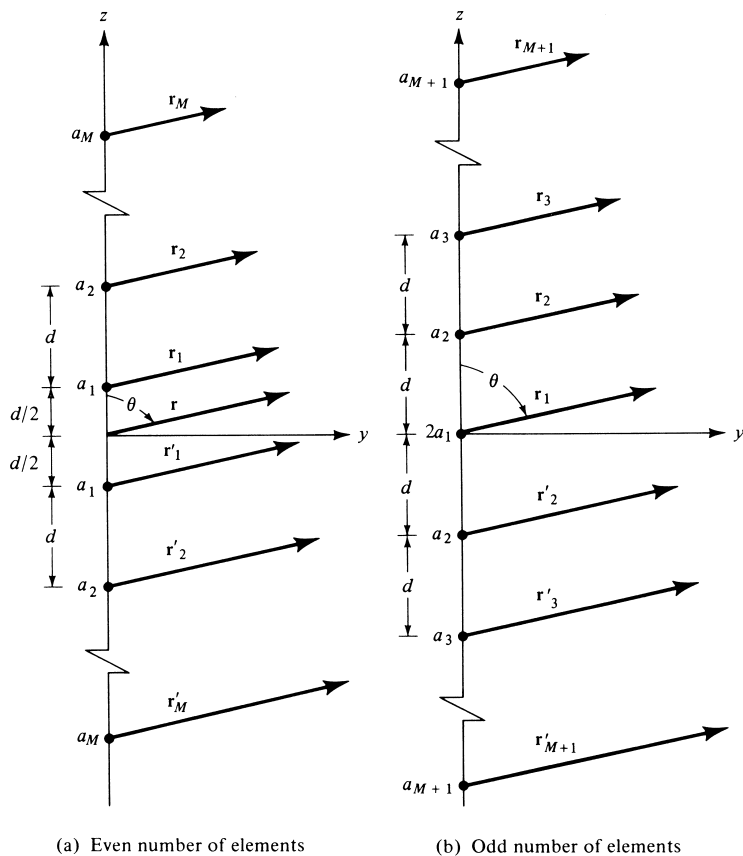 z
r_M
a_M
r_2
a_2
d
r_1
a_1
d/2
θ
r
y
d/2
r'_1
a_1
d
r'_2
a_2
r'_M
a_M
(a) Even number of elements
z
r_{M+1}
a_{M+1}
r_3
a_3
d
r_2
a_2
d
θ
r_1
2a_1
y
d
r'_2
a_2
d
r'_3
a_3
r'_{M+1}
a_{M+1}
(b) Odd number of elements